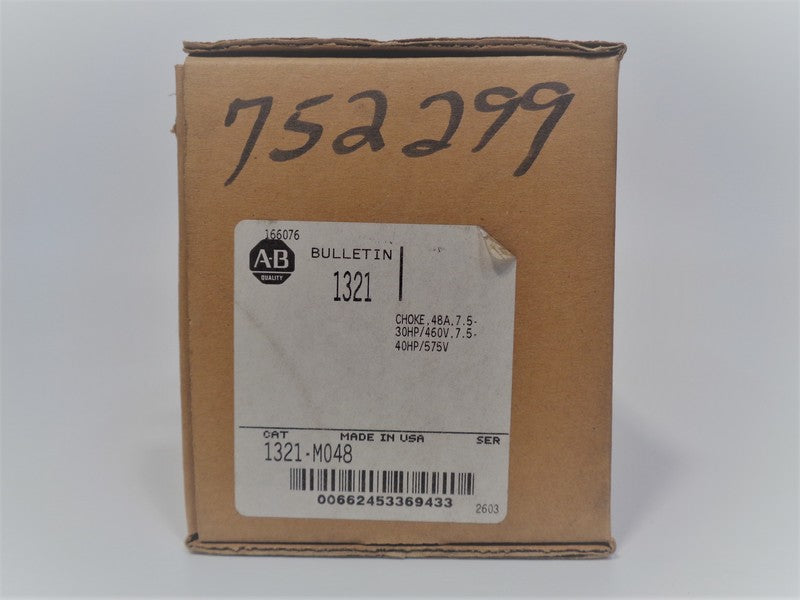 752299
166076
A-B
QUALITY
BULLETIN
1321
CHOKE,48A,7.5-
30HP/460V,7.5-
40HP/575V
CAT MADE IN USA SER
1321-M048
00662453369433
2603